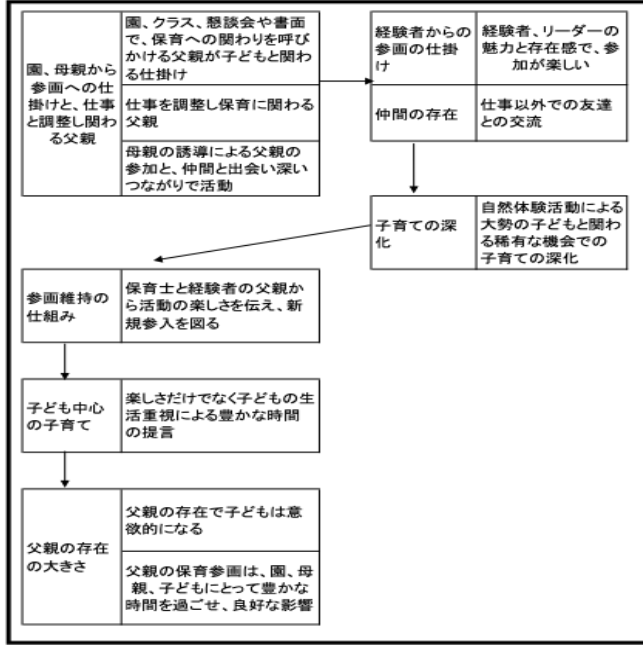 園、母親から
参画への仕
掛けと、仕事
と調整し関わ
る父親
園、クラス、懇談会や書面
で、保育への関わりを呼び
かける父親が子どもと関わ
る仕掛け
仕事を調整し保育に関わる
父親
母親の誘導による父親の
参加と、仲間と出会い深い
つながりで活動
経験者からの
参画の仕掛
け
経験者、リーダーの
魅力と存在感で、参
加が楽しい
仲間の存在
仕事以外での友達
との交流
子育ての深
化
自然体験活動による
大勢の子どもと関わ
る稀有な機会での
子育ての深化
参画維持の
仕組み
保育士と経験者の父親か
ら活動の楽しさを伝え、新
規参入を図る
子ども中心
の子育て
楽しさだけでなく子どもの生
活重視による豊かな時間
の提言
父親の存在
の大きさ
父親の存在で子どもは意
欲的になる
父親の保育参画は、園、母
親、子どもにとって豊かな
時間を過ごせ、良好な影響